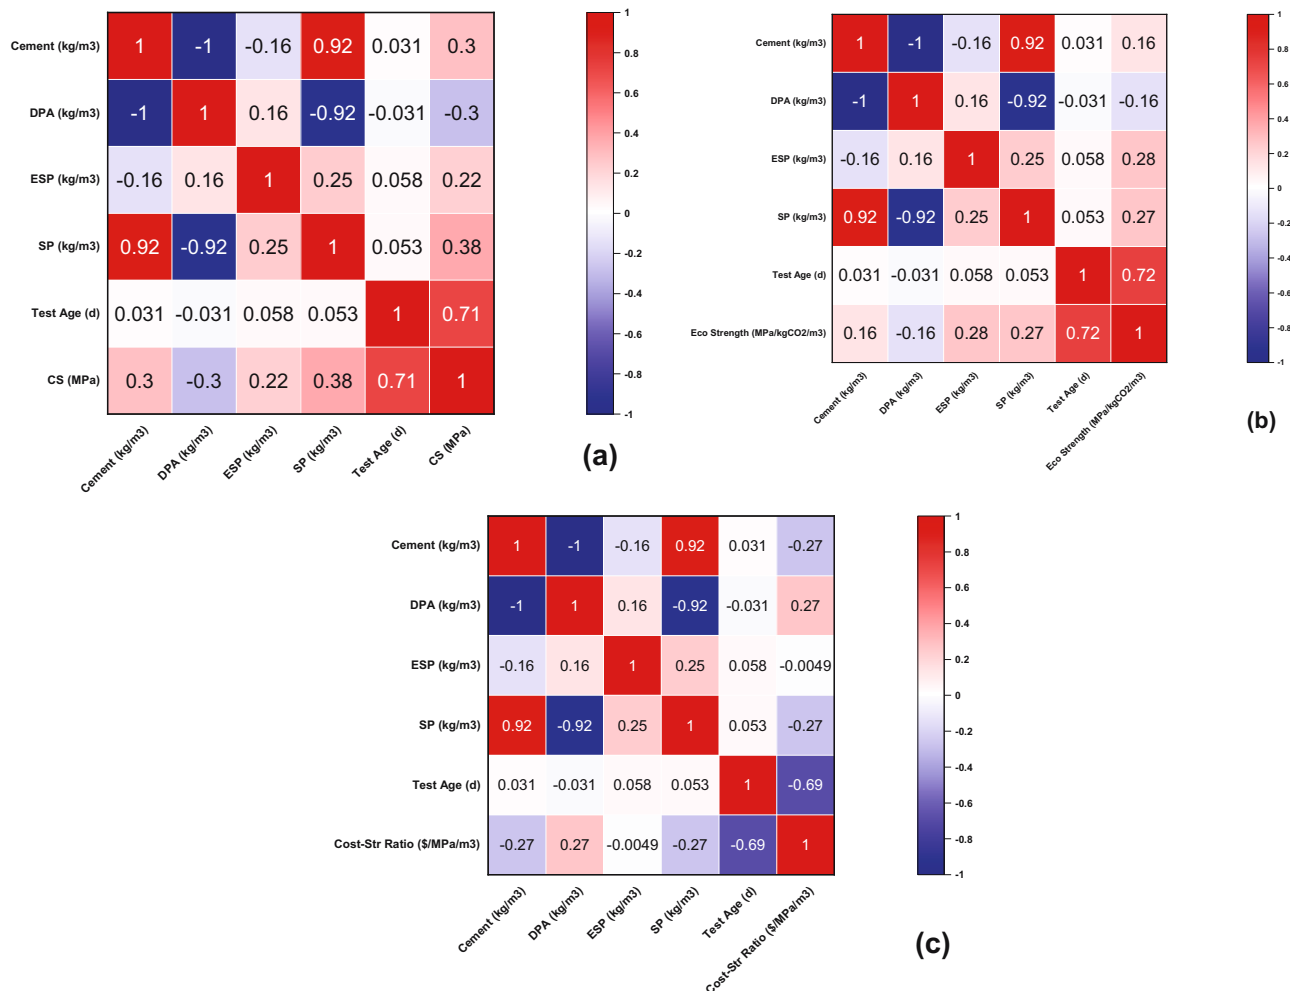 Cement (kg/m3) 1 -1 -0.16 0.92 0.031 0.3
DPA (kg/m3) -1 1 0.16 -0.92 -0.031 -0.3
ESP (kg/m3) -0.16 0.16 1 0.25 0.058 0.22
SP (kg/m3) 0.92 -0.92 0.25 1 0.053 0.38
Test Age (d) 0.031 -0.031 0.058 0.053 1 0.71
CS (MPa) 0.3 -0.3 0.22 0.38 0.71 1
Cement (kg/m3) DPA (kg/m3) ESP (kg/m3) SP (kg/m3) Test Age (d) CS (MPa)
1
0.8
0.6
0.4
0.2
0
-0.2
-0.4
-0.6
-0.8
-1
(a)
Cement (kg/m3) 1 -1 -0.16 0.92 0.031 0.16
DPA (kg/m3) -1 1 0.16 -0.92 -0.031 -0.16
ESP (kg/m3) -0.16 0.16 1 0.25 0.058 0.28
SP (kg/m3) 0.92 -0.92 0.25 1 0.053 0.27
Test Age (d) 0.031 -0.031 0.058 0.053 1 0.72
Eco Strength (MPa/kgCO2/m3) 0.16 -0.16 0.28 0.27 0.72 1
Cement (kg/m3) DPA (kg/m3) ESP (kg/m3) SP (kg/m3) Test Age (d) Eco Strength (MPa/kgCO2/m3)
1
0.8
0.6
0.4
0.2
0
-0.2
-0.4
-0.6
-0.8
-1
(b)
Cement (kg/m3) 1 -1 -0.16 0.92 0.031 -0.27
DPA (kg/m3) -1 1 0.16 -0.92 -0.031 0.27
ESP (kg/m3) -0.16 0.16 1 0.25 0.058 -0.0049
SP (kg/m3) 0.92 -0.92 0.25 1 0.053 -0.27
Test Age (d) 0.031 -0.031 0.058 0.053 1 -0.69
Cost-Str Ratio ($/MPa/m3) -0.27 0.27 -0.0049 -0.27 -0.69 1
Cement (kg/m3) DPA (kg/m3) ESP (kg/m3) SP (kg/m3) Test Age (d) Cost-Str Ratio ($/MPa/m3)
1
0.8
0.6
0.4
0.2
0
-0.2
-0.4
-0.6
-0.8
-1
(c)